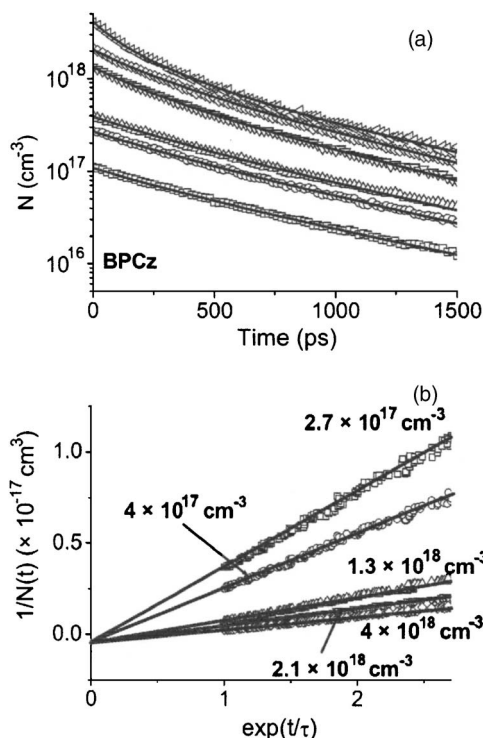 (a)
N (cm⁻³)
10¹⁸
10¹⁷
10¹⁶
BPCz
0 500 1000 1500
Time (ps)
(b)
1/N(t) (× 10⁻¹⁷ cm³)
1.0
0.5
0.0
2.7 × 10¹⁷ cm⁻³
4 × 10¹⁷ cm⁻³
1.3 × 10¹⁸
4 × 10¹⁸ cm⁻³
2.1 × 10¹⁸ cm⁻³
0 1 2
exp(t/τ)